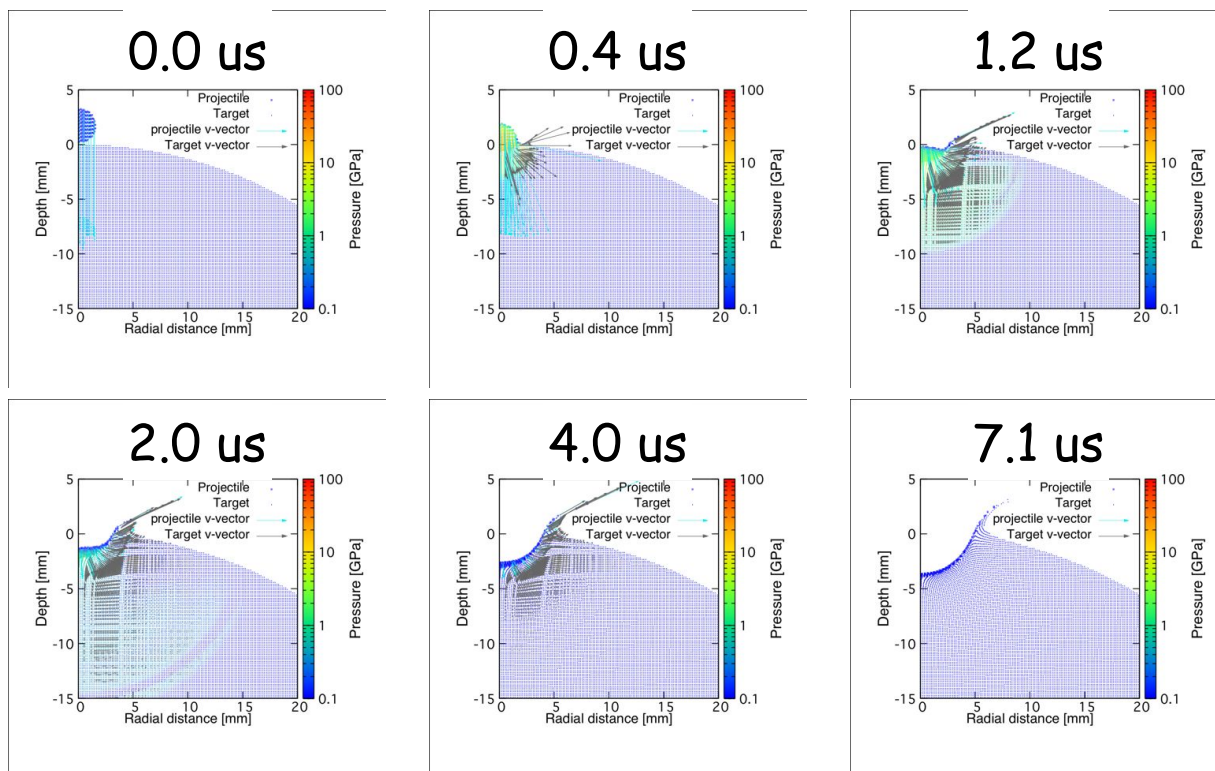 0.0 us
5
0
-5
-10
-15
Depth [mm]
Projectile
Target
projectile v-vector
Target v-vector
0 5 10 15 20
Radial distance [mm]
100
10
1
0.1
Pressure [GPa]
0.4 us
5
0
-5
-10
-15
Depth [mm]
Projectile
Target
projectile v-vector
Target v-vector
0 5 10 15 20
Radial distance [mm]
100
10
1
0.1
Pressure [GPa]
1.2 us
5
0
-5
-10
-15
Depth [mm]
Projectile
Target
projectile v-vector
Target v-vector
0 5 10 15 20
Radial distance [mm]
100
10
1
0.1
Pressure [GPa]
2.0 us
5
0
-5
-10
-15
Depth [mm]
Projectile
Target
projectile v-vector
Target v-vector
0 5 10 15 20
Radial distance [mm]
100
10
1
0.1
Pressure [GPa]
4.0 us
5
0
-5
-10
-15
Depth [mm]
Projectile
Target
projectile v-vector
Target v-vector
0 5 10 15 20
Radial distance [mm]
100
10
1
0.1
Pressure [GPa]
7.1 us
5
0
-5
-10
-15
Depth [mm]
Projectile
Target
projectile v-vector
Target v-vector
0 5 10 15 20
Radial distance [mm]
100
10
1
0.1
Pressure [GPa]